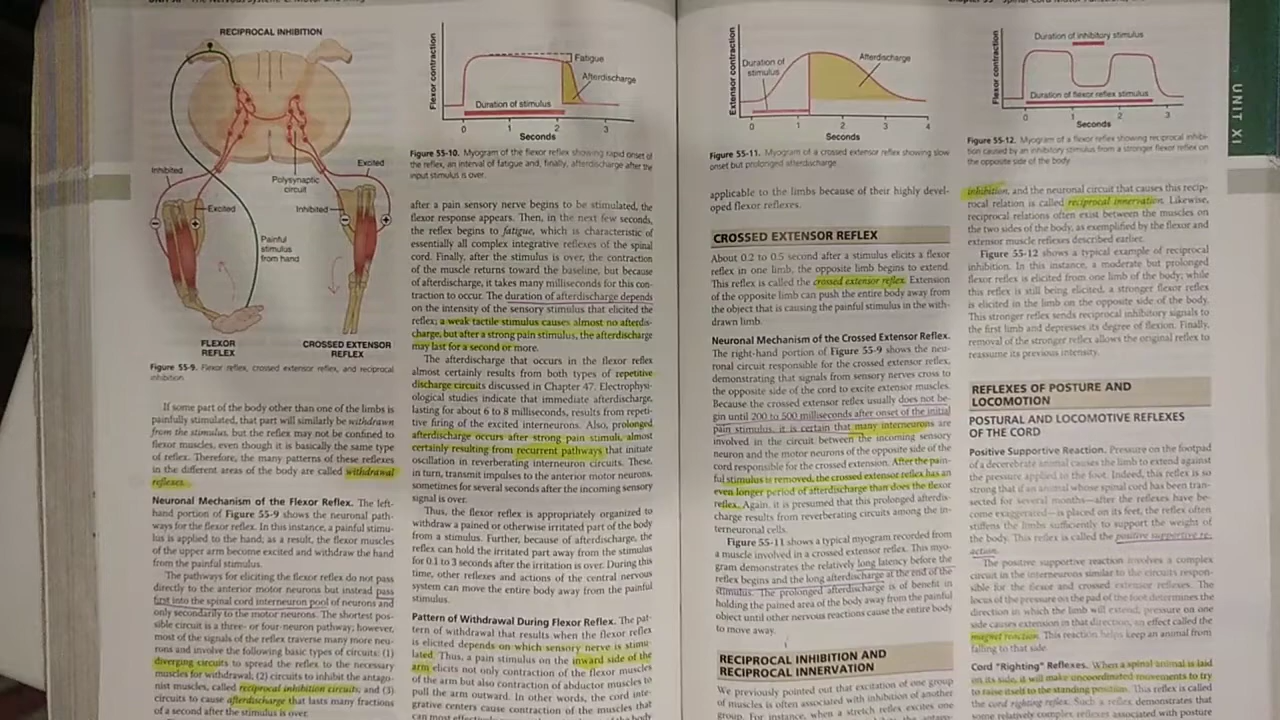 RECIPROCAL INHIBITION
Inhibited
Excited
Polysynaptic
circuit
Excited
Inhibited
Painful
stimulus
from hand
FLEXOR
REFLEX
CROSSED EXTENSOR
REFLEX
Figure 55-9. Flexor reflex, crossed extensor reflex, and reciprocal
inhibition.
If some part of the body other than one of the limbs is
painfully stimulated, that part will similarly be withdrawn
from the stimulus, but the reflex may not be confined to
flexor muscles, even though it is basically the same type
of reflex. Therefore, the many patterns of these reflexes
in the different areas of the body are called withdrawal
reflexes.
Neuronal Mechanism of the Flexor Reflex. The left-
hand portion of Figure 55-9 shows the neuronal path-
ways for the flexor reflex. In this instance, a painful stimu-
lus is applied to the hand; as a result, the flexor muscles
of the upper arm become excited and withdraw the hand
from the painful stimulus.
The pathways for eliciting the flexor reflex do not pass
directly to the anterior motor neurons but instead pass
first into the spinal cord interneuron pool of neurons and
only secondarily to the motor neurons. The shortest pos-
sible circuit is a three- or four-neuron pathway; however,
most of the signals of the reflex traverse many more neu-
rons and involve the following basic types of circuits: (1)
diverging circuits to spread the reflex to the necessary
muscles for withdrawal; (2) circuits to inhibit the antago-
nist muscles, called reciprocal inhibition circuits; and (3)
circuits to cause afterdischarge that lasts many fractions
of a second after the stimulus is over.
Flexor contraction
Fatigue
Afterdischarge
Duration of stimulus
0 1 2 3
Seconds
Figure 55-10. Myogram of the flexor reflex showing rapid onset of
the reflex, an interval of fatigue and, finally, afterdischarge after the
input stimulus is over.
after a pain sensory nerve begins to be stimulated, the
flexor response appears. Then, in the next few seconds,
the reflex begins to fatigue, which is characteristic of
essentially all complex integrative reflexes of the spinal
cord. Finally, after the stimulus is over, the contraction
of the muscle returns toward the baseline, but because
of afterdischarge, it takes many milliseconds for this con-
traction to occur. The duration of afterdischarge depends
on the intensity of the sensory stimulus that elicited the
reflex; a weak tactile stimulus causes almost no afterdis-
charge, but after a strong pain stimulus, the afterdischarge
may last for a second or more.
The afterdischarge that occurs in the flexor reflex
almost certainly results from both types of repetitive
discharge circuits discussed in Chapter 47. Electrophysi-
ological studies indicate that immediate afterdischarge,
lasting for about 6 to 8 milliseconds, results from repeti-
tive firing of the excited interneurons. Also, prolonged
afterdischarge occurs after strong pain stimuli, almost
certainly resulting from recurrent pathways that initiate
oscillation in reverberating interneuron circuits. These,
in turn, transmit impulses to the anterior motor neurons,
sometimes for several seconds after the incoming sensory
signal is over.
Thus, the flexor reflex is appropriately organized to
withdraw a pained or otherwise irritated part of the body
from a stimulus. Further, because of afterdischarge, the
reflex can hold the irritated part away from the stimulus
for 0.1 to 3 seconds after the irritation is over. During this
time, other reflexes and actions of the central nervous
system can move the entire body away from the painful
stimulus.
Pattern of Withdrawal During Flexor Reflex. The pat-
tern of withdrawal that results when the flexor reflex
is elicited depends on which sensory nerve is stimu-
lated. Thus, a pain stimulus on the inward side of the
arm elicits not only contraction of the flexor muscles
of the arm but also contraction of abductor muscles to
pull the arm outward. In other words, the cord inte-
grative centers cause contraction of the muscles that
Extensor contraction
Duration of
stimulus
Afterdischarge
0 1 2 3 4
Seconds
Figure 55-11. Myogram of a crossed extensor reflex showing slow
onset but prolonged afterdischarge.
applicable to the limbs because of their highly devel-
oped flexor reflexes.
CROSSED EXTENSOR REFLEX
About 0.2 to 0.5 second after a stimulus elicits a flexor
reflex in one limb, the opposite limb begins to extend.
This reflex is called the crossed extensor reflex. Extension
of the opposite limb can push the entire body away from
the object that is causing the painful stimulus in the with-
drawn limb.
Neuronal Mechanism of the Crossed Extensor Reflex.
The right-hand portion of Figure 55-9 shows the neu-
ronal circuit responsible for the crossed extensor reflex,
demonstrating that signals from sensory nerves cross to
the opposite side of the cord to excite extensor muscles.
Because the crossed extensor reflex usually does not be-
gin until 200 to 500 milliseconds after onset of the initial
pain stimulus, it is certain that many interneurons are
involved in the circuit between the incoming sensory
neuron and the motor neurons of the opposite side of the
cord responsible for the crossed extension. After the pain-
ful stimulus is removed, the crossed extensor reflex has an
even longer period of afterdischarge than does the flexor
reflex. Again, it is presumed that this prolonged afterdis-
charge results from reverberating circuits among the in-
terneuronal cells.
Figure 55-11 shows a typical myogram recorded from
a muscle involved in a crossed extensor reflex. This myo-
gram demonstrates the relatively long latency before the
reflex begins and the long afterdischarge at the end of the
stimulus. The prolonged afterdischarge is of benefit in
holding the pained area of the body away from the painful
object until other nervous reactions cause the entire body
to move away.
RECIPROCAL INHIBITION AND
RECIPROCAL INNERVATION
We previously pointed out that excitation of one group
of muscles is often associated with inhibition of another
group. For instance, when a stretch reflex excites one
Flexor contraction
Duration of inhibitory stimulus
Duration of flexor reflex stimulus
0 1 2 3
Seconds
Figure 55-12. Myogram of a flexor reflex showing reciprocal inhibi-
tion caused by an inhibitory stimulus from a stronger flexor reflex on
the opposite side of the body.
inhibition, and the neuronal circuit that causes this recip-
rocal relation is called reciprocal innervation. Likewise,
reciprocal relations often exist between the muscles on
the two sides of the body, as exemplified by the flexor and
extensor muscle reflexes described earlier.
Figure 55-12 shows a typical example of reciprocal
inhibition. In this instance, a moderate but prolonged
flexor reflex is elicited from one limb of the body; while
this reflex is still being elicited, a stronger flexor reflex
is elicited in the limb on the opposite side of the body.
This stronger reflex sends reciprocal inhibitory signals to
the first limb and depresses its degree of flexion. Finally,
removal of the stronger reflex allows the original reflex to
reassume its previous intensity.
REFLEXES OF POSTURE AND
LOCOMOTION
POSTURAL AND LOCOMOTIVE REFLEXES
OF THE CORD
Positive Supportive Reaction. Pressure on the footpad
of a decerebrate animal causes the limb to extend against
the pressure applied to the foot. Indeed, this reflex is so
strong that if an animal whose spinal cord has been tran-
sected for several months—after the reflexes have be-
come exaggerated—is placed on its feet, the reflex often
stiffens the limbs sufficiently to support the weight of
the body. This reflex is called the positive supportive re-
action.
The positive supportive reaction involves a complex
circuit in the interneurons similar to the circuits respon-
sible for the flexor and crossed extensor reflexes. The
locus of the pressure on the pad of the foot determines the
direction in which the limb will extend; pressure on one
side causes extension in that direction, an effect called the
magnet reaction. This reaction helps keep an animal from
falling to that side.
Cord "Righting" Reflexes. When a spinal animal is laid
on its side, it will make uncoordinated movements to try
to raise itself to the standing position. This reflex is called
the cord righting reflex. Such a reflex demonstrates that
some relatively complex reflexes associated with posture
UNIT XI